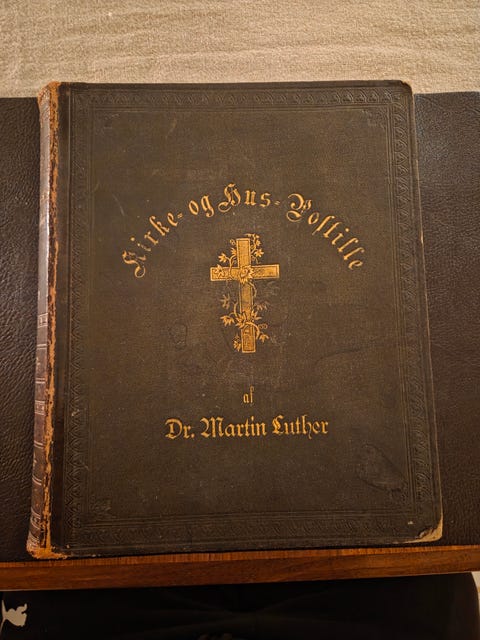 Kirke- og Hus-Postille
af
Dr. Martin Luther